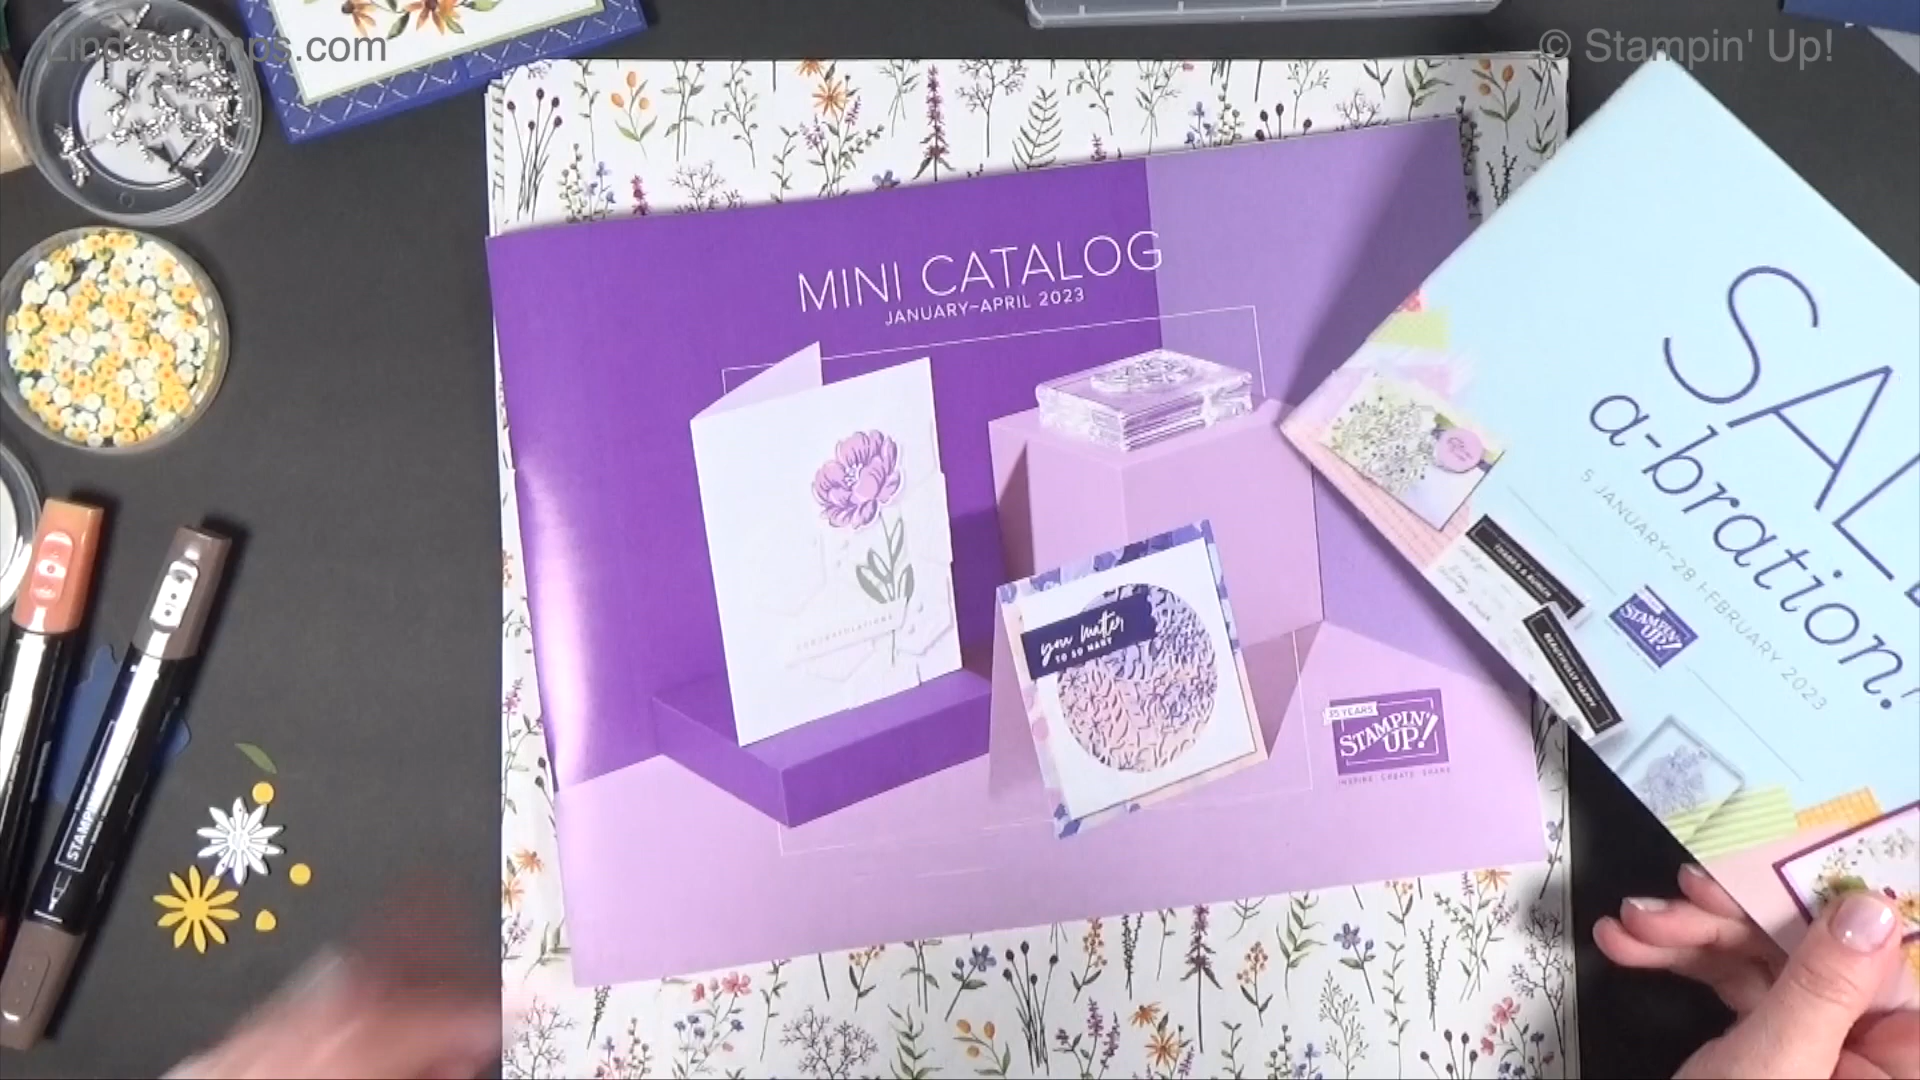 Lindastamps.com
© Stampin' Up!
MINI CATALOG
JANUARY–APRIL 2023
CONGRATULATIONS
you matter
TO SO MANY
35 YEARS
STAMPIN'
UP!
INSPIRE · CREATE · SHARE
SAL
a-bration!
5 JANUARY–28 FEBRUARY 2023
STAMPIN'
UP!
STAMPIN